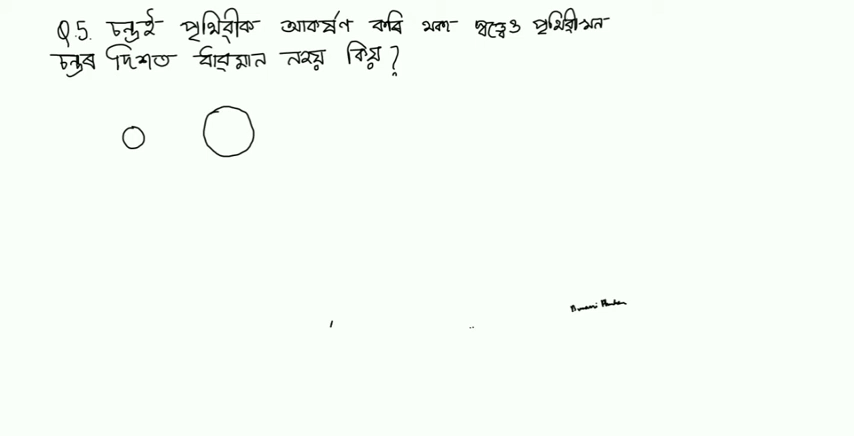 Q.5. চন্দ্ৰই পৃথিৱীক আকৰ্ষণ কৰি থকা স্বত্বেও পৃথিৱীখন
চন্দ্ৰৰ দিশত ধাৱমান নহয় কিয়?